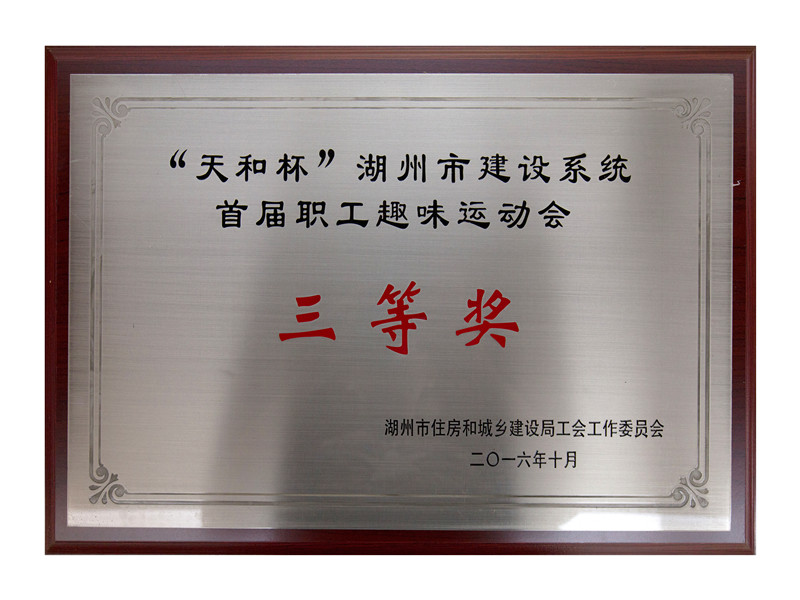 “天和杯”湖州市建设系统
首届职工趣味运动会
三等奖
湖州市住房和城乡建设局工会工作委员会
二〇一六年十月